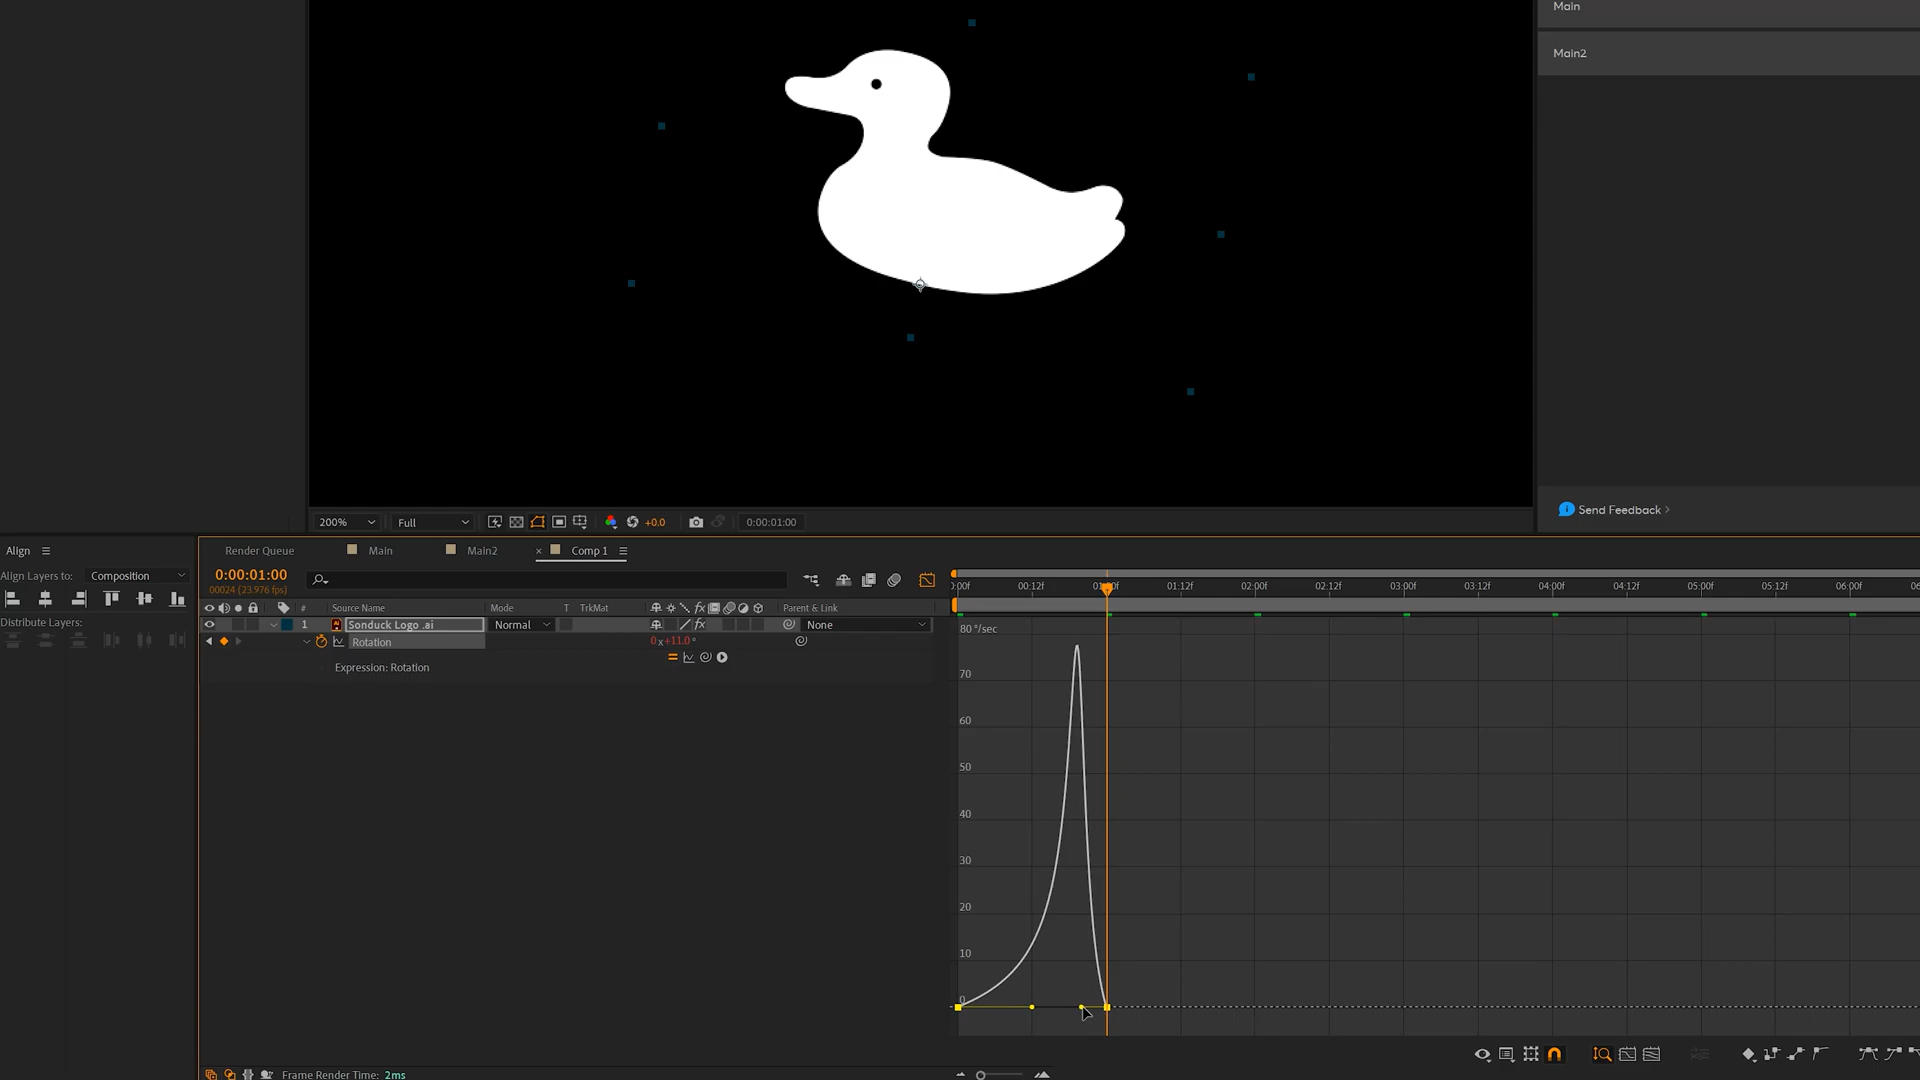 Main
Main2
Send Feedback
200%
Full
+0.0
0:00:01:00
Align
Render Queue
Main
Main2
Comp 1
Align Layers to:
Composition
0:00:01:00
00024 (23.976 fps)
:00f
00:12f
01:00f
01:12f
02:00f
02:12f
03:00f
03:12f
04:00f
04:12f
05:00f
05:12f
06:00f
#
Source Name
Mode
T
TrkMat
Parent & Link
Distribute Layers:
1
Sonduck Logo .ai
Normal
None
Rotation
0x+11.0°
Expression: Rotation
80 °/sec
70
60
50
40
30
20
10
0
Frame Render Time: 2ms